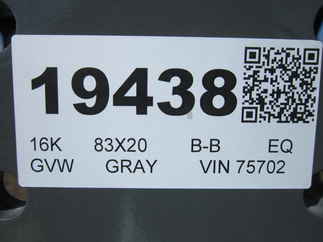 19438
16K 83X20 B-B EQ
GVW GRAY VIN 75702